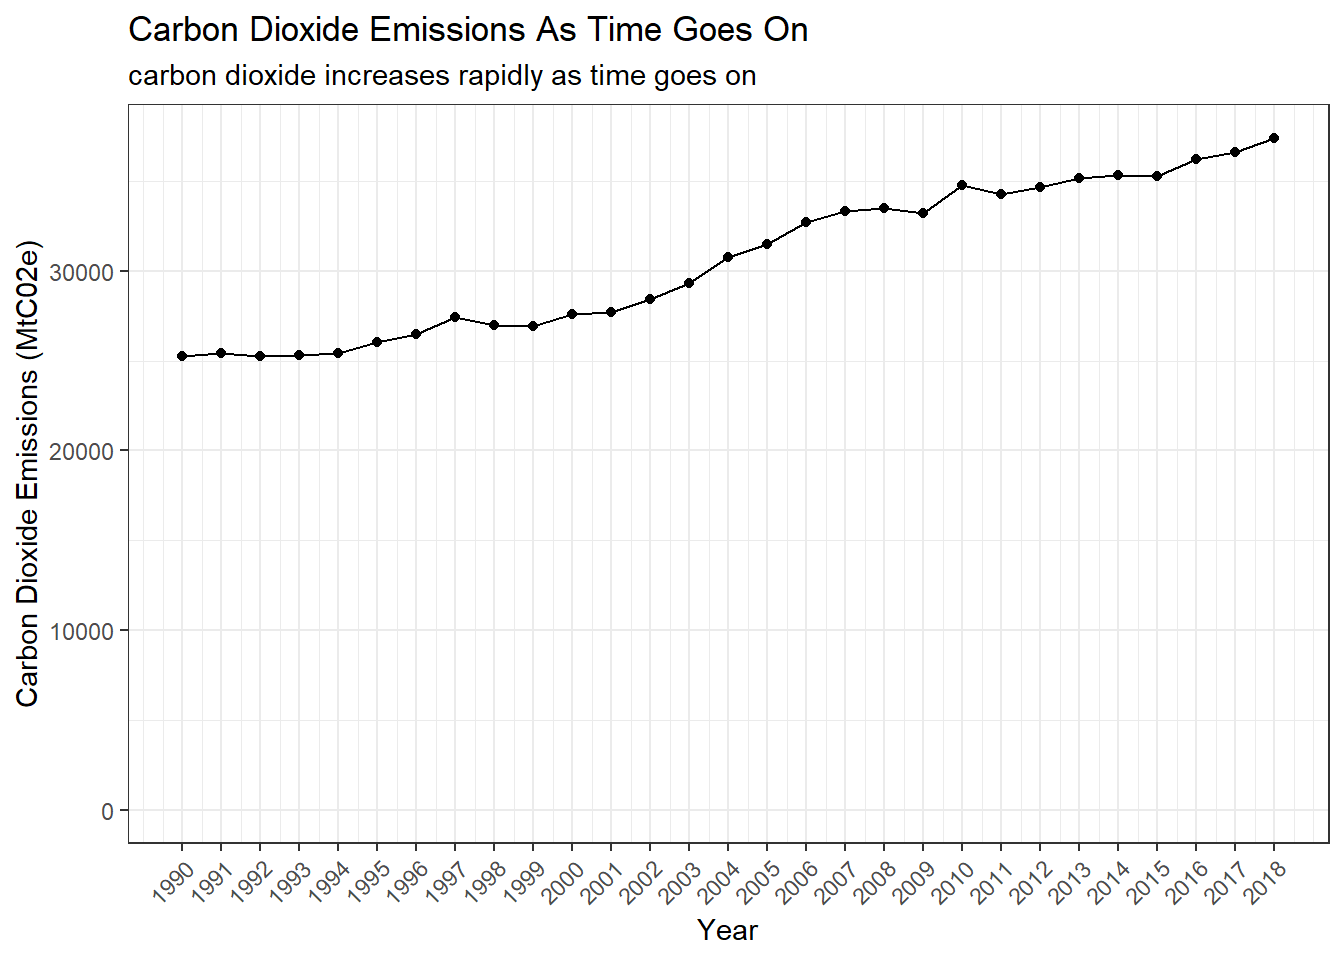 Carbon Dioxide Emissions As Time Goes On
carbon dioxide increases rapidly as time goes on
Carbon Dioxide Emissions (MtC02e)
30000
20000
10000
0
1990 1991 1992 1993 1994 1995 1996 1997 1998 1999 2000 2001 2002 2003 2004 2005 2006 2007 2008 2009 2010 2011 2012 2013 2014 2015 2016 2017 2018
Year